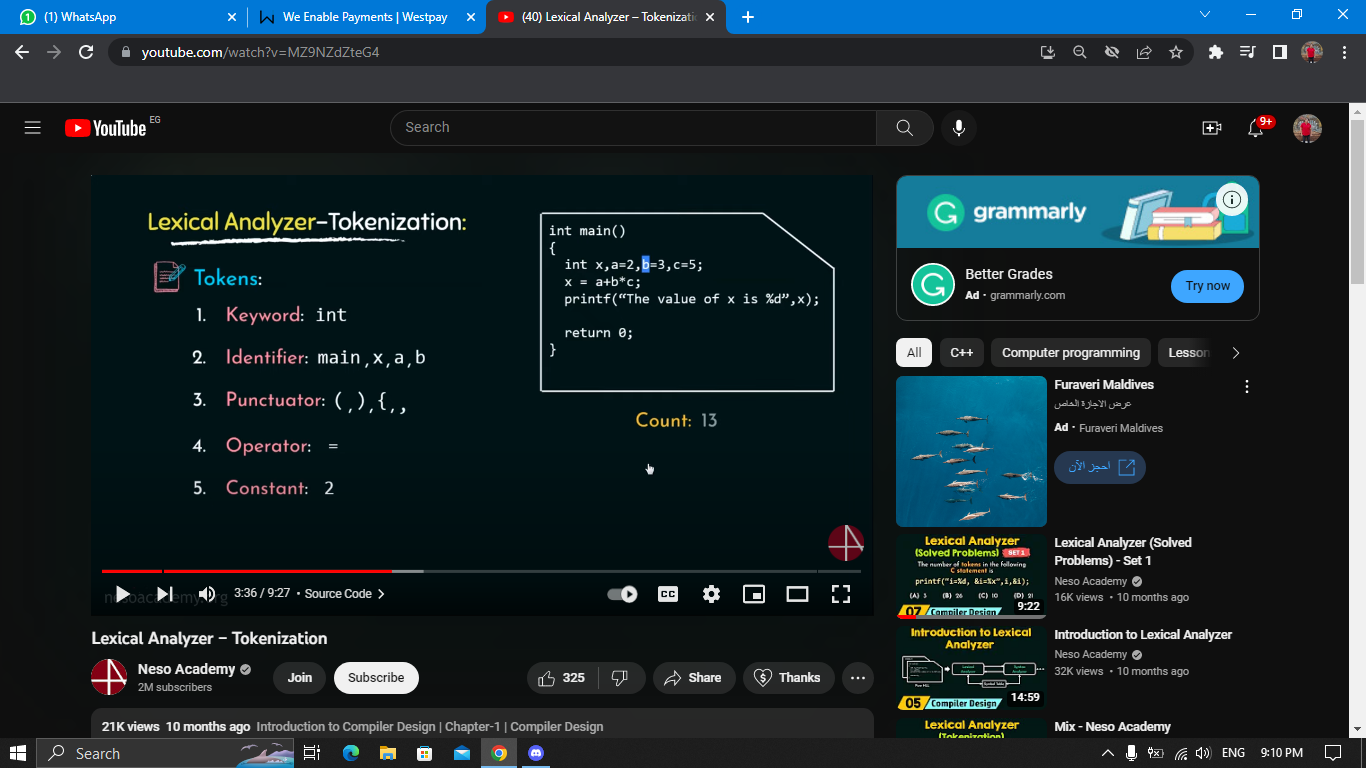 (1) WhatsApp
We Enable Payments | Westpay
(40) Lexical Analyzer – Tokenizatio
youtube.com/watch?v=MZ9NZdZteG4
YouTube EG
Search
9+
Lexical Analyzer–Tokenization:
Tokens:
1. Keyword: int
2. Identifier: main,x,a,b
3. Punctuator: (,),{,,
4. Operator: =
5. Constant: 2
int main()
{
int x,a=2,b=3,c=5;
x = a+b*c;
printf(“The value of x is %d”,x);
return 0;
}
Count: 13
nesoacademy.org
3:36 / 9:27 • Source Code
CC
Lexical Analyzer – Tokenization
Neso Academy
2M subscribers
Join
Subscribe
325
Share
Thanks
21K views 10 months ago Introduction to Compiler Design | Chapter-1 | Compiler Design
grammarly
Better Grades
Ad • grammarly.com
Try now
All
C++
Computer programming
Lesson
Furaveri Maldives
عرض الاجازة الخاص
Ad • Furaveri Maldives
احجز الآن
Lexical Analyzer
(Solved Problems) SET 1
The number of tokens in the following
C statement is
printf("i=%d, &i=%x",i,&i);
(A) 3 (B) 26 (C) 10 (D) 21
07 Compiler Design
9:22
Lexical Analyzer (Solved
Problems) - Set 1
Neso Academy
16K views • 10 months ago
Introduction to Lexical
Analyzer
05 Compiler Design
14:59
Introduction to Lexical Analyzer
Neso Academy
32K views • 10 months ago
Lexical Analyzer
(Tokenization)
Mix - Neso Academy
Search
ENG
9:10 PM